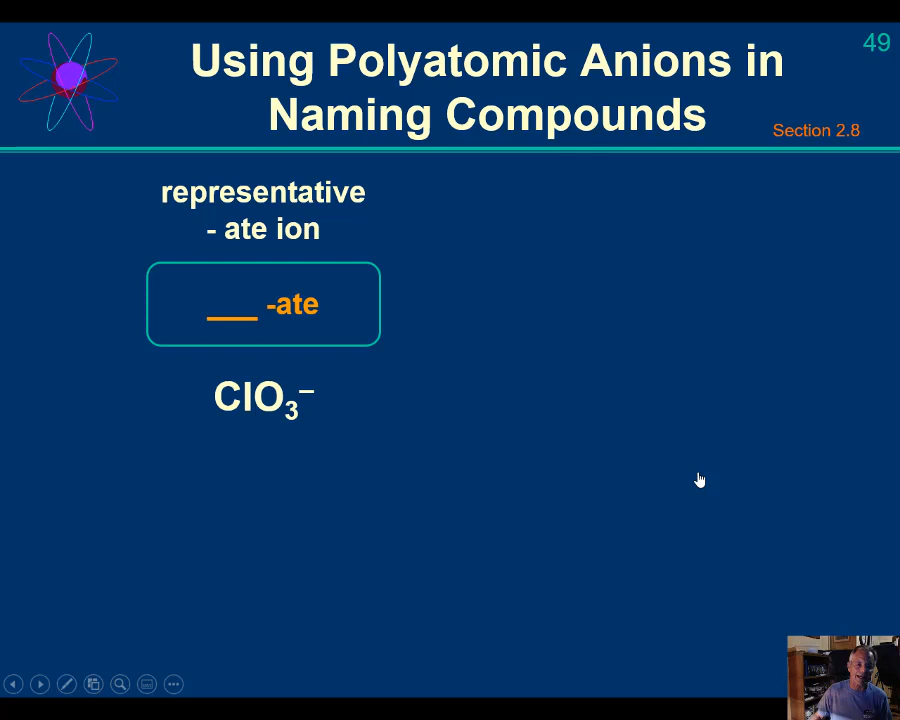 49
Using Polyatomic Anions in
Naming Compounds
Section 2.8
representative
- ate ion
___ -ate
ClO₃⁻